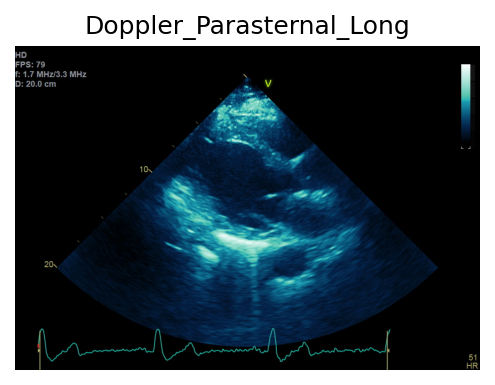 Doppler_Parasternal_Long
HD
FPS: 79
f: 1.7 MHz/3.3 MHz
D: 20.0 cm
V
10
20
51
HR